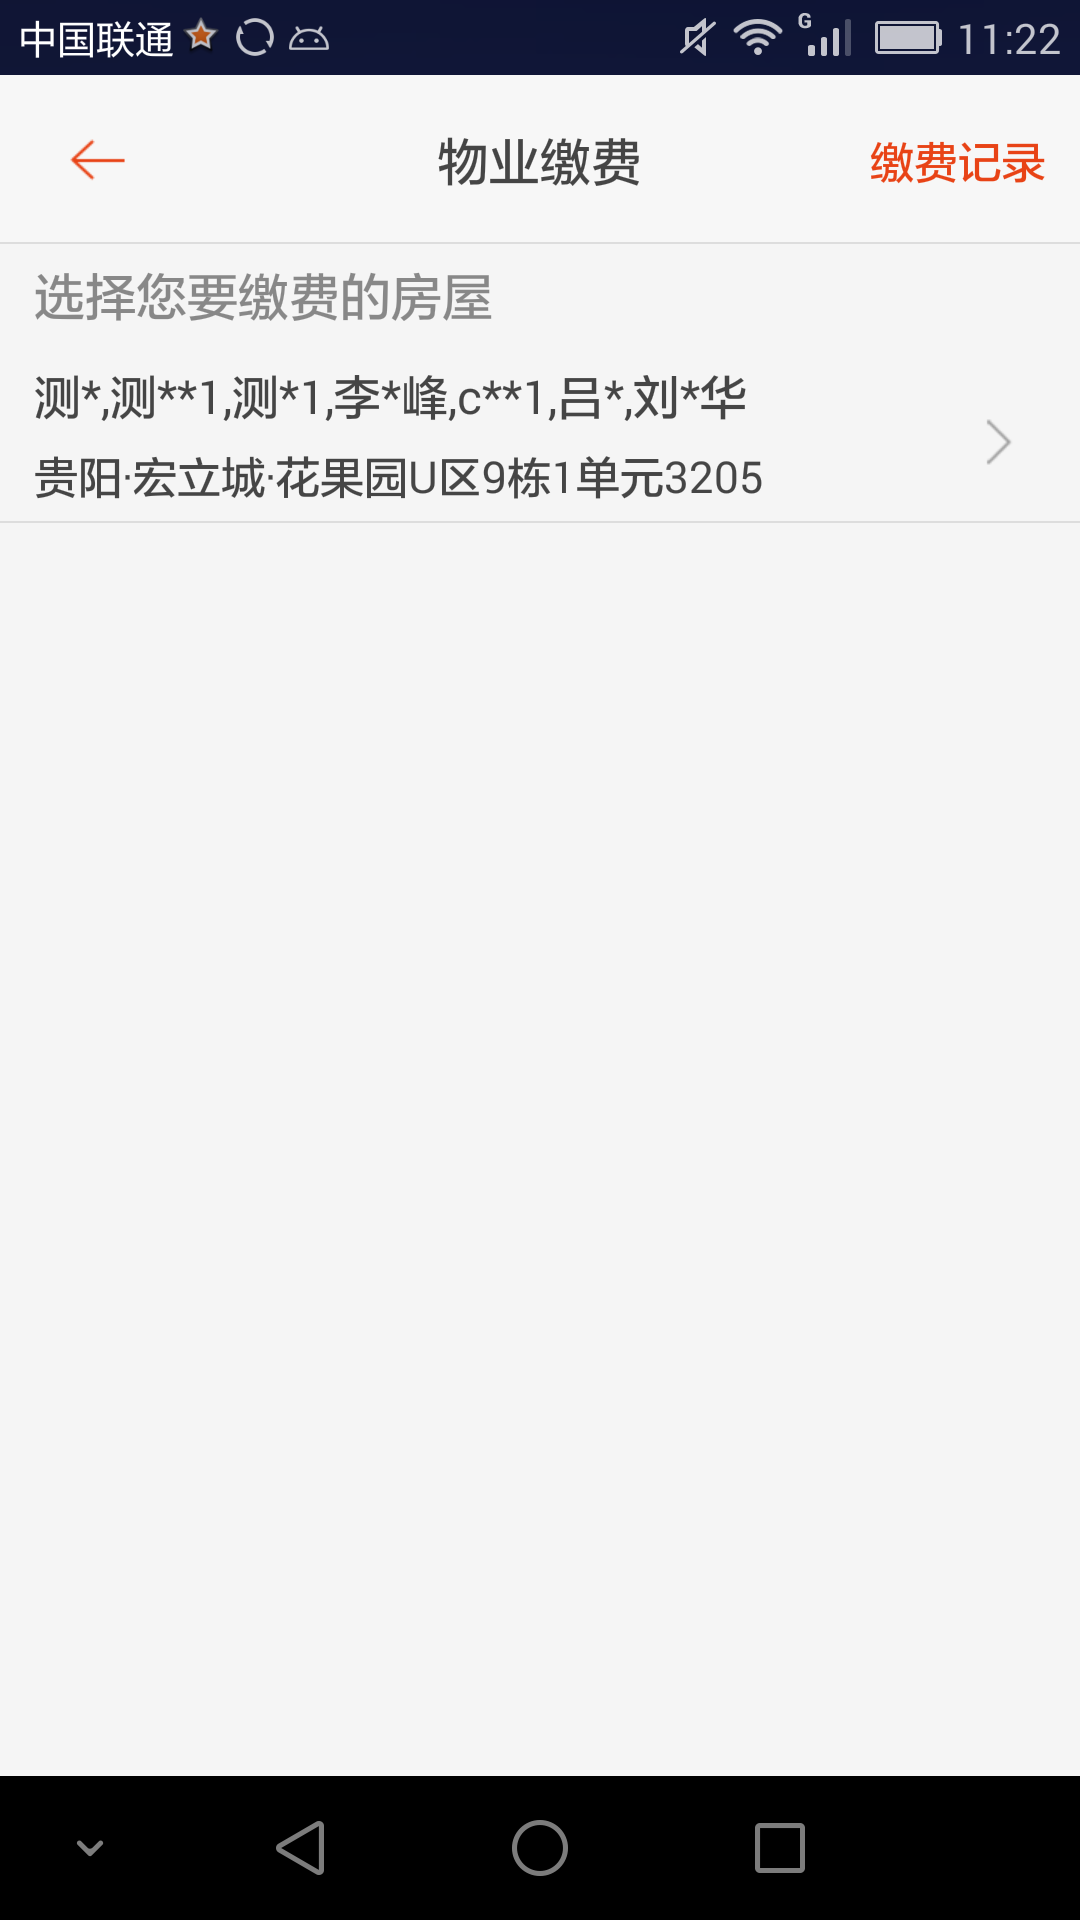 中国联通
G
11:22
物业缴费
缴费记录
选择您要缴费的房屋
测*,测**1,测*1,李*峰,c**1,吕*,刘*华
贵阳·宏立城·花果园U区9栋1单元3205